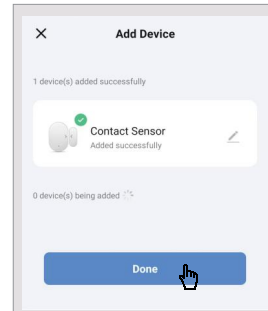 Add Device
1 device(s) added successfully
Contact Sensor
Added successfully
0 device(s) being added
Done